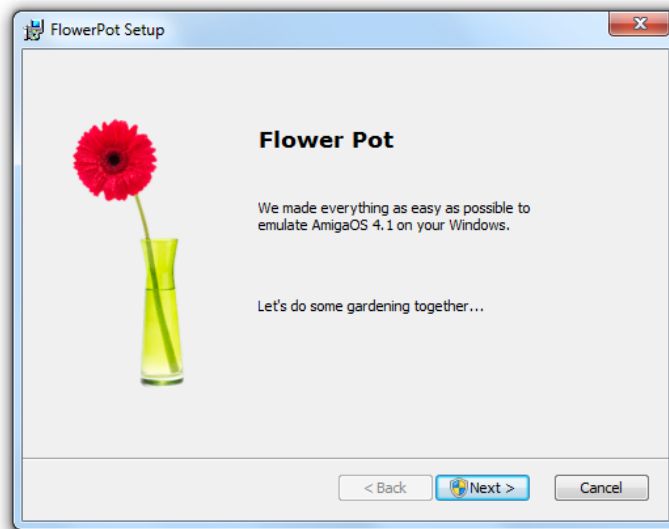 FlowerPot Setup
Flower Pot
We made everything as easy as possible to
emulate AmigaOS 4.1 on your Windows.
Let's do some gardening together...
< Back Next > Cancel